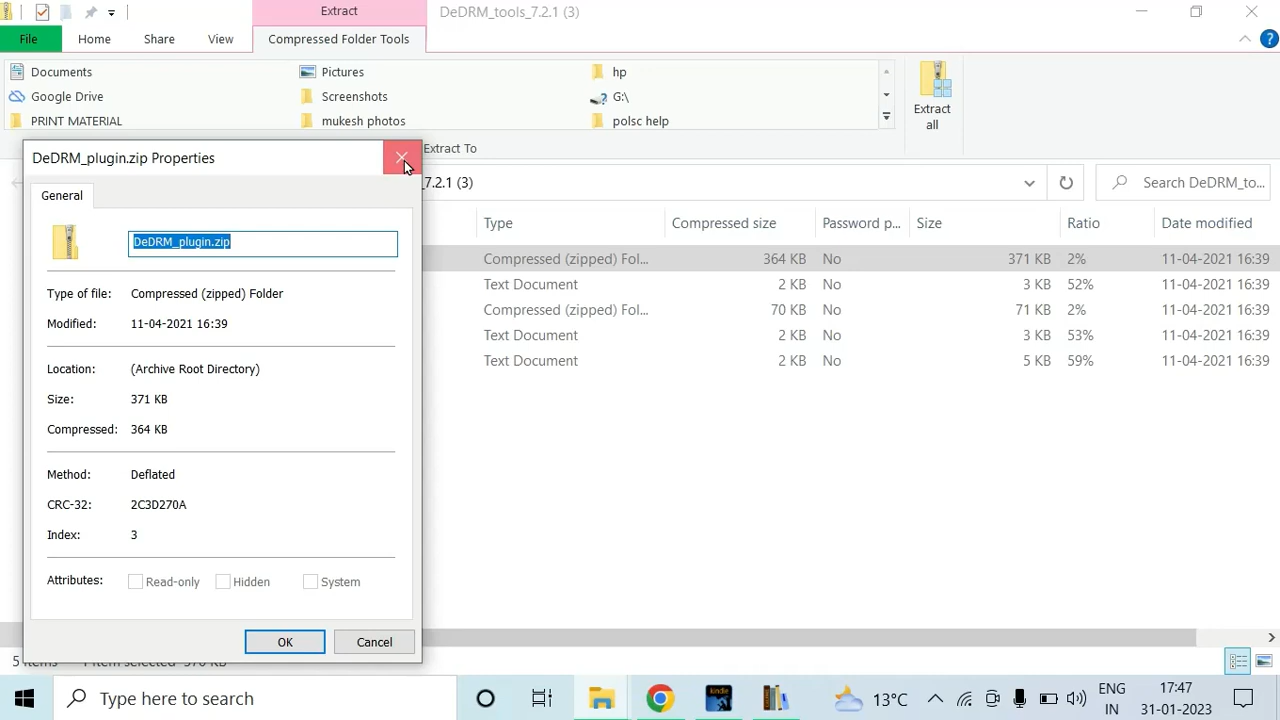 Extract
DeDRM_tools_7.2.1 (3)
File
Home
Share
View
Compressed Folder Tools
?
Documents
Pictures
hp
Google Drive
Screenshots
G:\
PRINT MATERIAL
mukesh photos
polsc help
Extract
all
Extract To
DeDRM_plugin.zip Properties
_7.2.1 (3)
Search DeDRM_to...
General
DeDRM_plugin.zip
Type of file: Compressed (zipped) Folder
Modified: 11-04-2021 16:39
Location: (Archive Root Directory)
Size: 371 KB
Compressed: 364 KB
Method: Deflated
CRC-32: 2C3D270A
Index: 3
Attributes: Read-only Hidden System
OK
Cancel
Type Compressed size Password p... Size Ratio Date modified
Compressed (zipped) Fol... 364 KB No 371 KB 2% 11-04-2021 16:39
Text Document 2 KB No 3 KB 52% 11-04-2021 16:39
Compressed (zipped) Fol... 70 KB No 71 KB 2% 11-04-2021 16:39
Text Document 2 KB No 3 KB 53% 11-04-2021 16:39
Text Document 2 KB No 5 KB 59% 11-04-2021 16:39
5 items
Type here to search
kindle
13°C
ENG
IN
17:47
31-01-2023